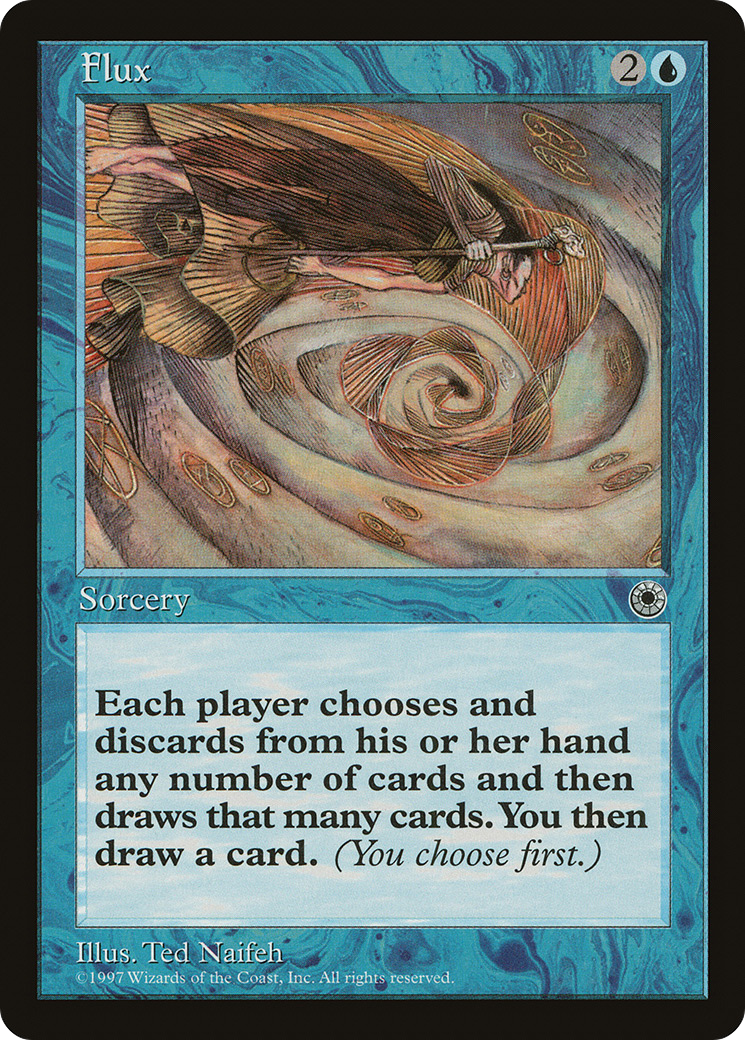 Flux 2
Sorcery
Each player chooses and
discards from his or her hand
any number of cards and then
draws that many cards. You then
draw a card. (You choose first.)
Illus. Ted Naifeh
©1997 Wizards of the Coast, Inc. All rights reserved.